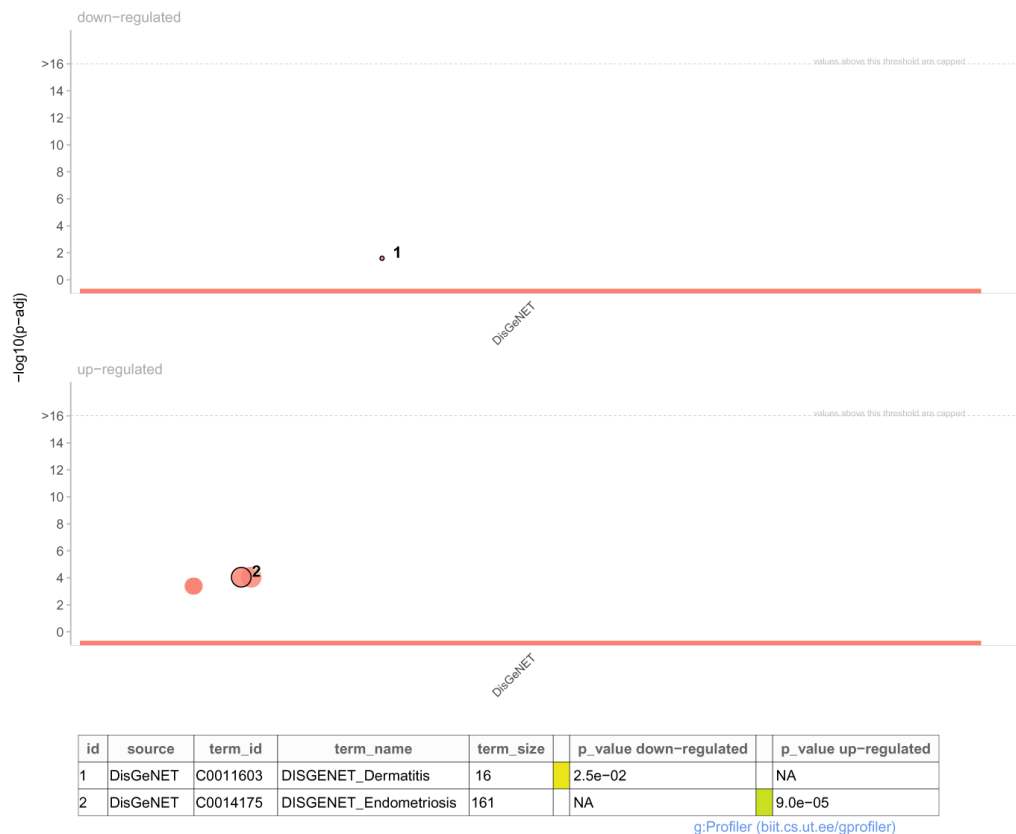 down−regulated
>16
values above this threshold are capped
14
12
10
8
6
4
2
1
0
DisGeNET
−log10(p−adj)
up−regulated
>16
values above this threshold are capped
14
12
10
8
6
4
2
2
0
DisGeNET
id source term_id term_name term_size p_value down−regulated p_value up−regulated
1 DisGeNET C0011603 DISGENET_Dermatitis 16 2.5e−02 NA
2 DisGeNET C0014175 DISGENET_Endometriosis 161 NA 9.0e−05
g:Profiler (biit.cs.ut.ee/gprofiler)